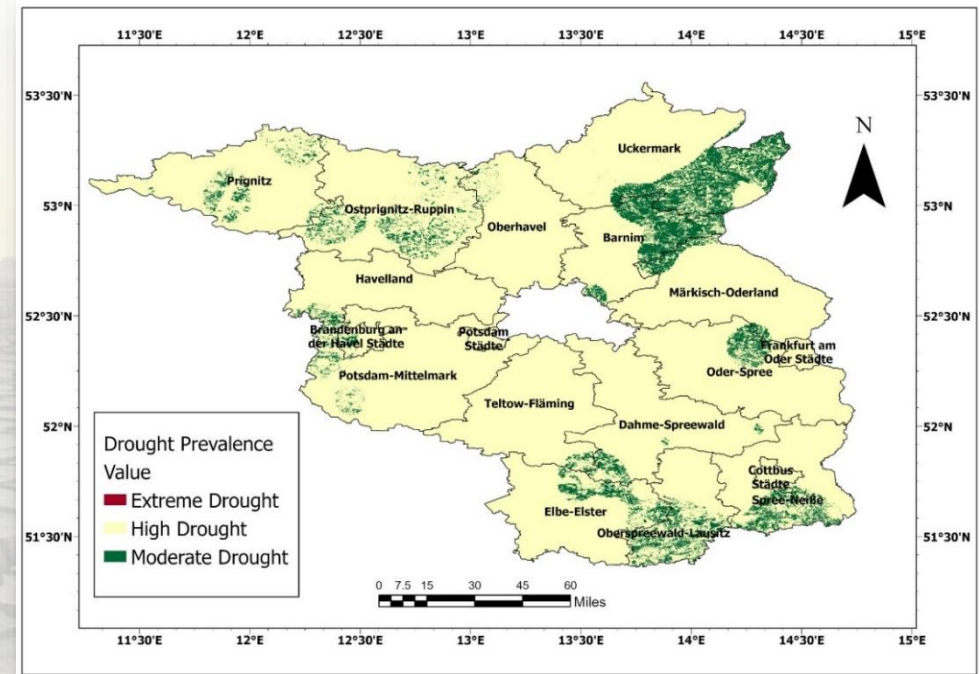 11°30'E 12°E 12°30'E 13°E 13°30'E 14°E 14°30'E 15°E
53°30'N 53°30'N
N
Uckermark
Prignitz
53°N 53°N
Ostprignitz-Ruppin
Oberhavel
Barnim
Havelland
Märkisch-Oderland
52°30'N 52°30'N
Brandenburg an
der Havel Städte
Potsdam
Städte
Frankfurt am
Oder Städte
Oder-Spree
Potsdam-Mittelmark
Teltow-Fläming
Dahme-Spreewald
52°N 52°N
Drought Prevalence
Value
Extreme Drought
High Drought
Moderate Drought
Cottbus
Städte
Spree-Neiße
Elbe-Elster
Oberspreewald-Lausitz
51°30'N 51°30'N
0 7.5 15 30 45 60
Miles
11°30'E 12°E 12°30'E 13°E 13°30'E 14°E 14°30'E 15°E